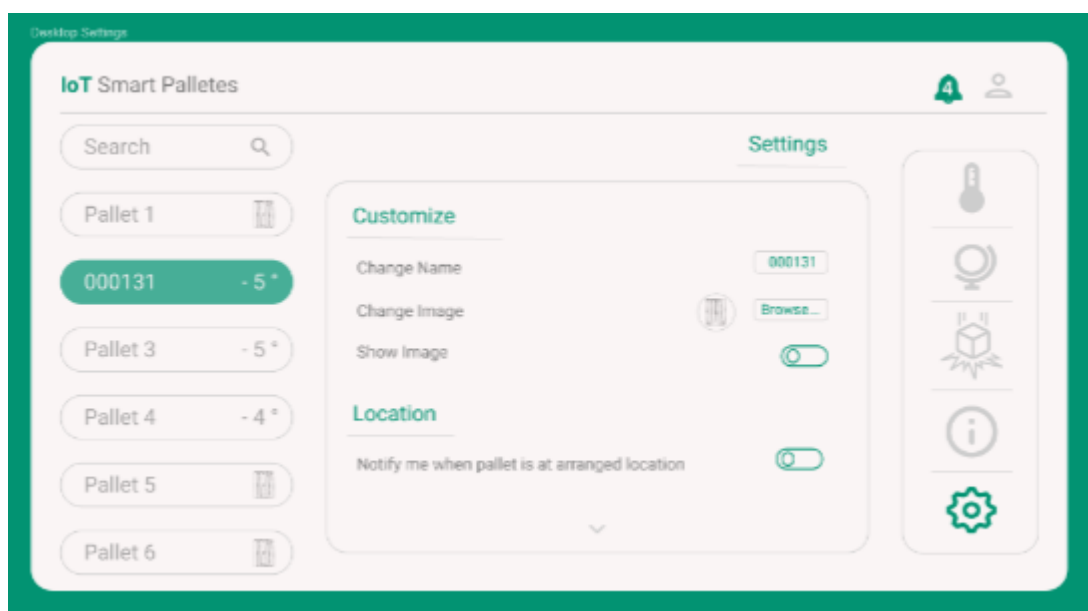 Desktop Settings
IoT Smart Palletes
4
Search
Settings
Pallet 1
Customize
000131 - 5 °
Change Name 000131
Change Image Browse...
Pallet 3 - 5 °
Show Image
Pallet 4 - 4 °
Location
Notify me when pallet is at arranged location
Pallet 5
Pallet 6